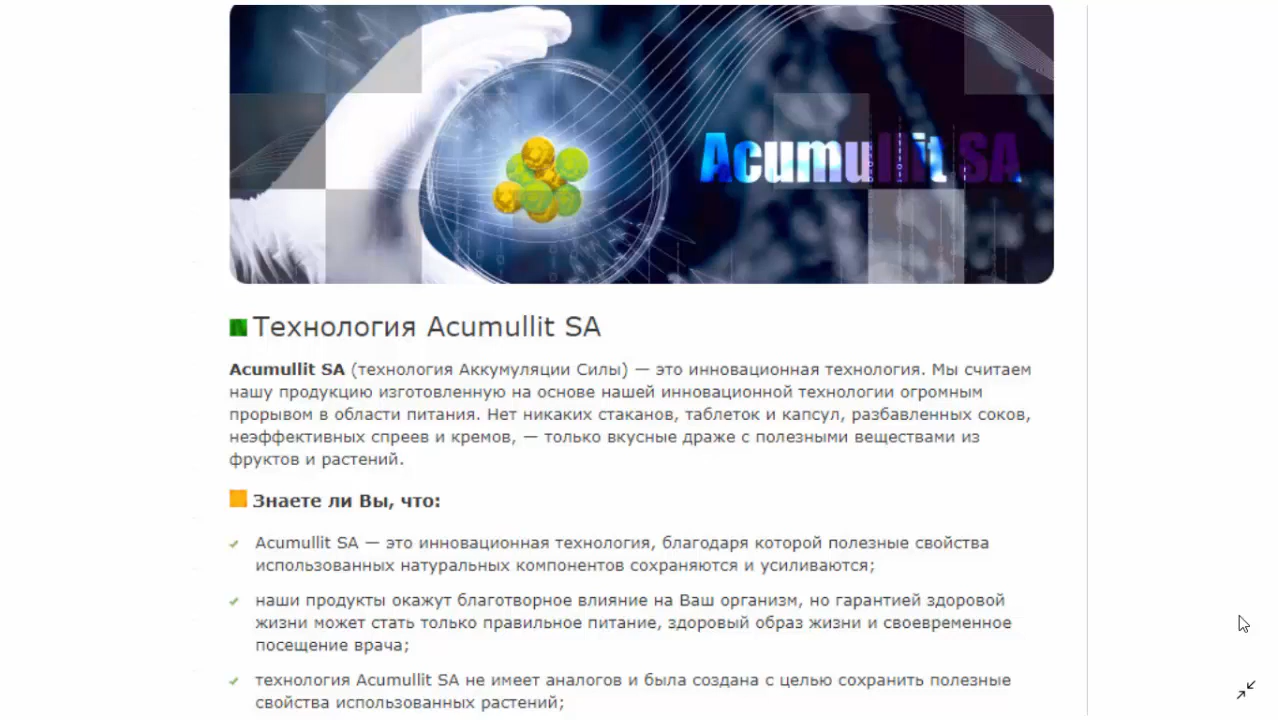 Acumullit SA
Технология Acumullit SA
Acumullit SA (технология Аккумуляции Силы) — это инновационная технология. Мы считаем
нашу продукцию изготовленную на основе нашей инновационной технологии огромным
прорывом в области питания. Нет никаких стаканов, таблеток и капсул, разбавленных соков,
неэффективных спреев и кремов, — только вкусные драже с полезными веществами из
фруктов и растений.
Знаете ли Вы, что:
Acumullit SA — это инновационная технология, благодаря которой полезные свойства
использованных натуральных компонентов сохраняются и усиливаются;
наши продукты окажут благотворное влияние на Ваш организм, но гарантией здоровой
жизни может стать только правильное питание, здоровый образ жизни и своевременное
посещение врача;
технология Acumullit SA не имеет аналогов и была создана с целью сохранить полезные
свойства использованных растений;